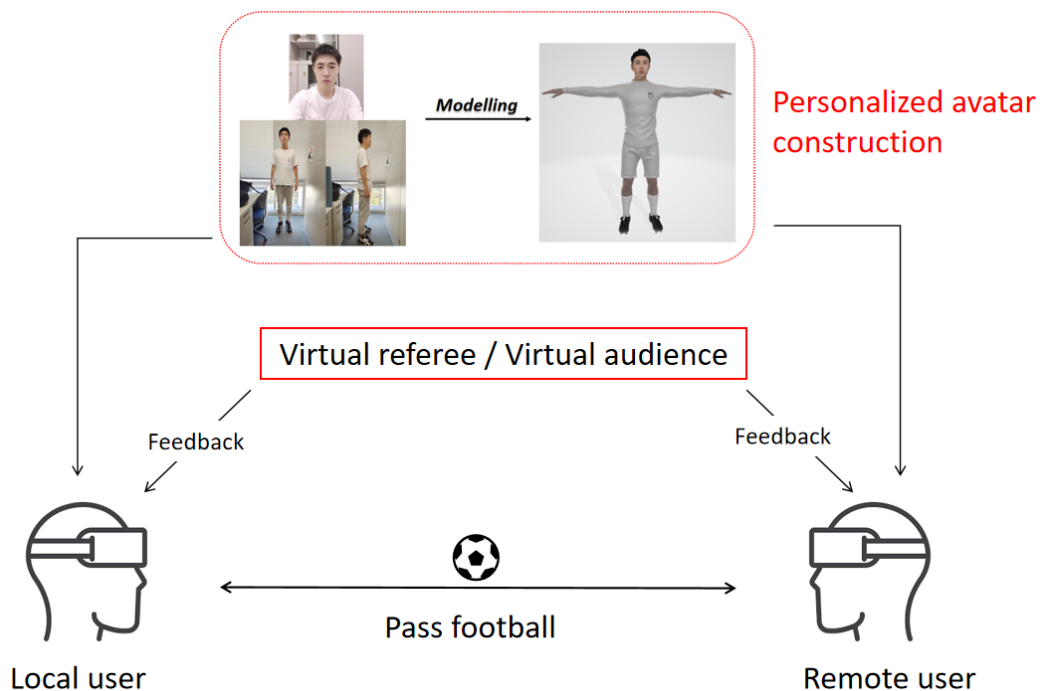 Modelling
Personalized avatar
construction
Virtual referee / Virtual audience
Feedback
Feedback
Pass football
Local user
Remote user